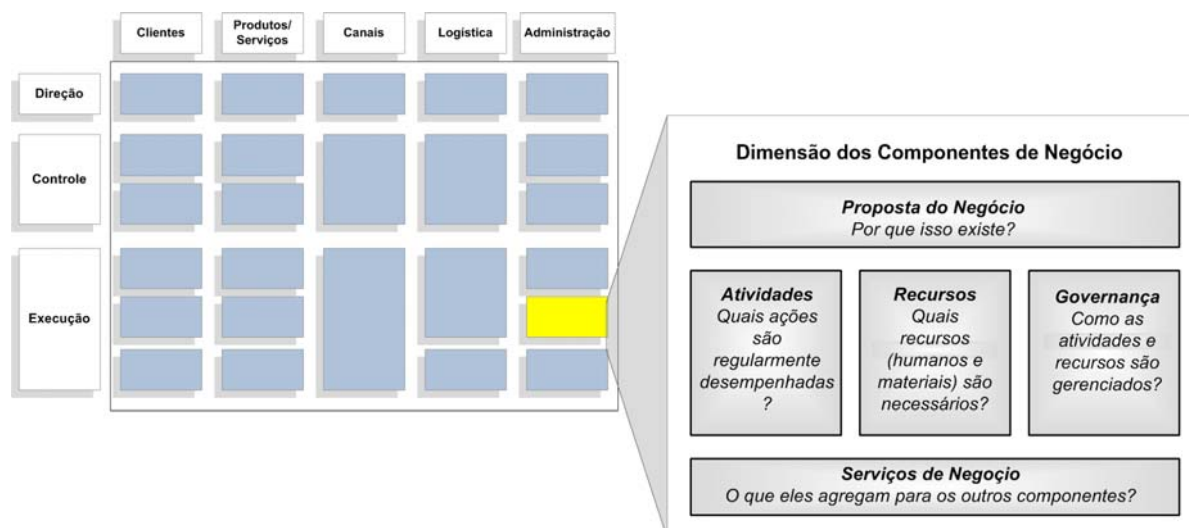 Clientes
Produtos/
Serviços
Canais
Logística
Administração
Direção
Controle
Execução
Dimensão dos Componentes de Negócio
Proposta do Negócio
Por que isso existe?
Atividades
Quais ações
são
regularmente
desempenhadas
?
Recursos
Quais
recursos
(humanos e
materiais) são
necessários?
Governança
Como as
atividades e
recursos são
gerenciados?
Serviços de Negoçio
O que eles agregam para os outros componentes?